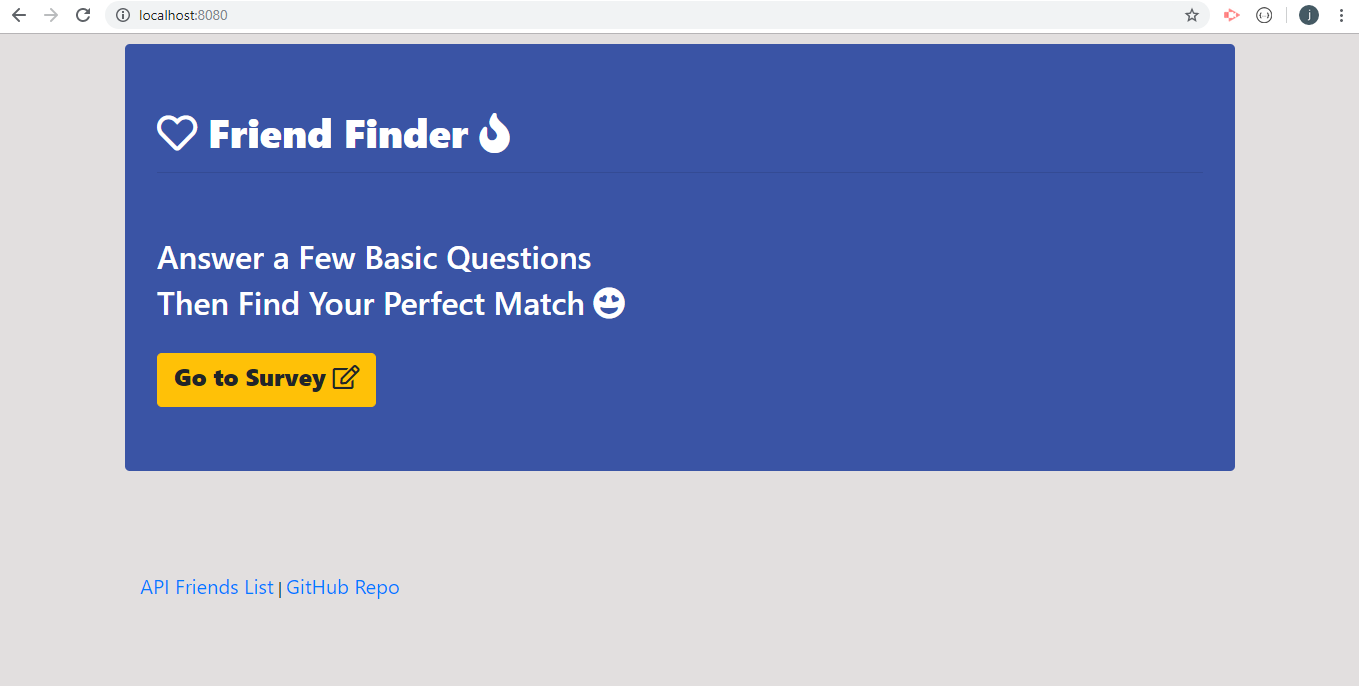 localhost:8080
j
Friend Finder
Answer a Few Basic Questions
Then Find Your Perfect Match
Go to Survey
API Friends List | GitHub Repo